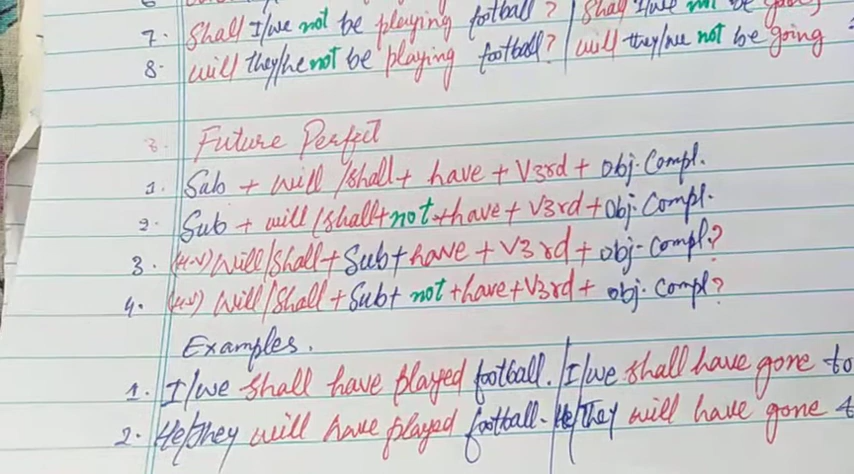 7. Shall I/we not be playing football? | Shall I/we not be
8. will they/he not be playing football? | will they/we not be going
3. Future Perfect
1. Sub + will / shall + have + V3rd + obj. Compl.
2. Sub + will / shall + not + have + V3rd + Obj. Compl.
3. (H.V) Will/Shall + Sub + have + V3rd + obj. compl?
4. (H.V) Will/Shall + Sub + not + have + V3rd + obj. Compl?
Examples.
1. I/we shall have played football. | I/we shall have gone to
2. He/they will have played football. He/They will have gone